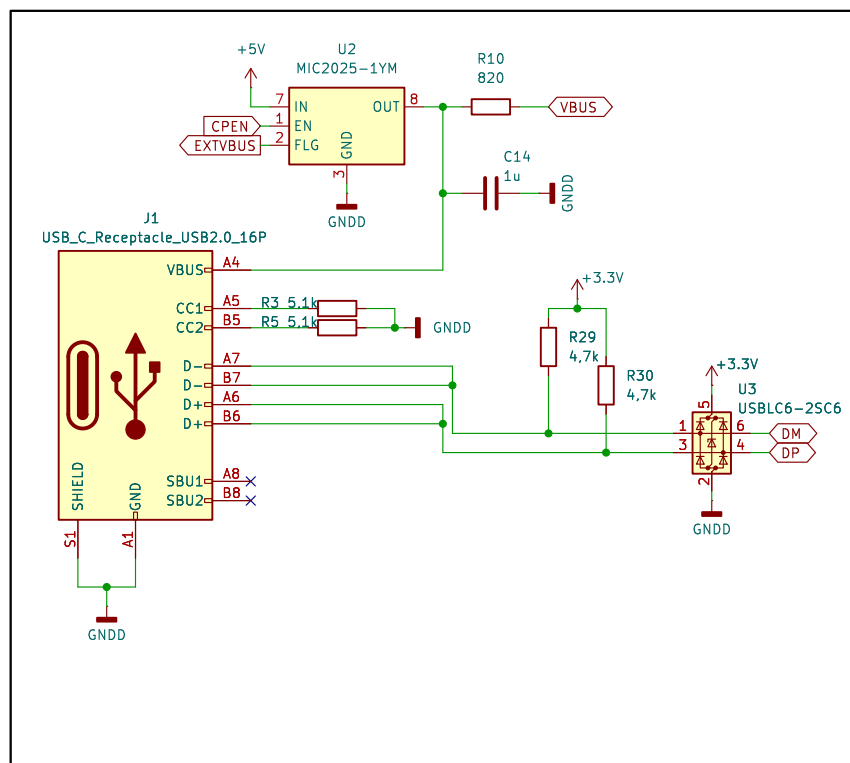 +5V
U2
MIC2025-1YM
7
IN
1
EN
2
FLG
OUT
8
GND
3
GNDD
CPEN
EXTVBUS
R10
820
VBUS
C14
1u
GNDD
J1
USB_C_Receptacle_USB2.0_16P
VBUS
A4
CC1
A5
CC2
B5
D-
A7
D-
B7
D+
A6
D+
B6
SBU1
A8
SBU2
B8
SHIELD
GND
S1
A1
GNDD
R3 5.1k
R5 5.1k
GNDD
+3.3V
R29
4,7k
R30
4,7k
+3.3V
U3
USBLC6-2SC6
5
1
6
3
4
2
DM
DP
GNDD